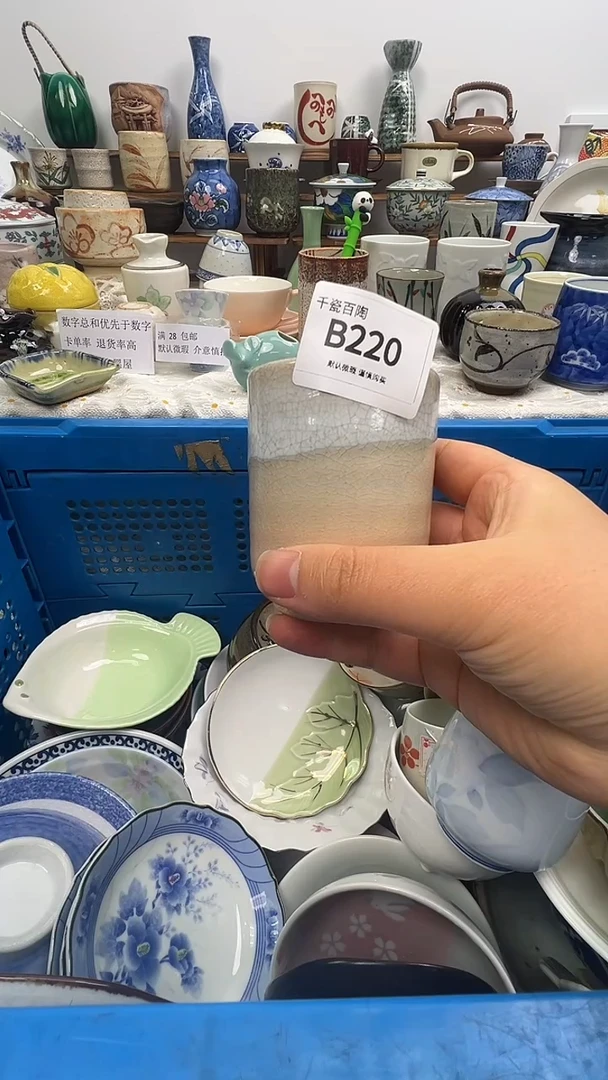 千瓷百陶
B220
默认微瑕 谨慎购买
数字总和优先于数字
卡单率 退货率高
满 28 包邮
默认微瑕 介意慎